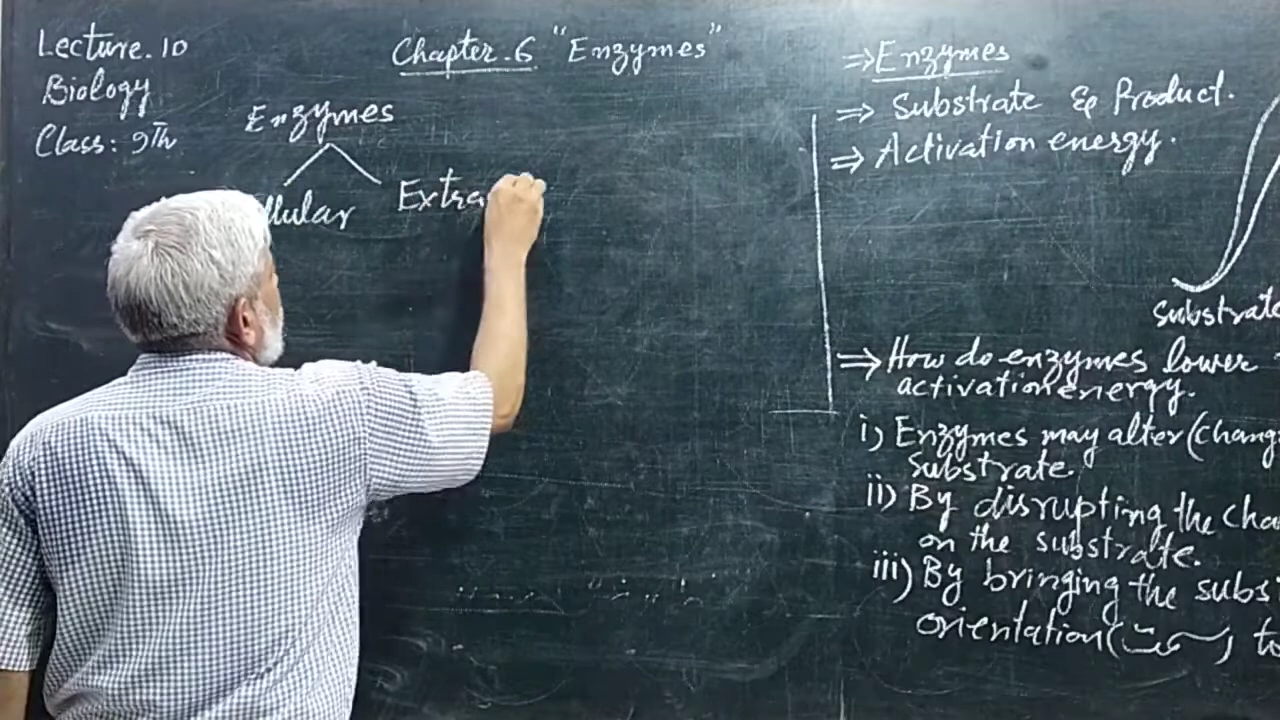 Lecture. 10
Biology
Class: 9Th
Chapter. 6 "Enzymes"
Enzymes
llular Extra
⇒ Enzymes
⇒ Substrate & Product.
⇒ Activation energy.
Substrate
⇒ How do enzymes lower
activation energy.
i) Enzymes may alter (Chang
Substrate.
ii) By disrupting the Cha
on the substrate.
iii) By bringing the subs
orientation ( ) to